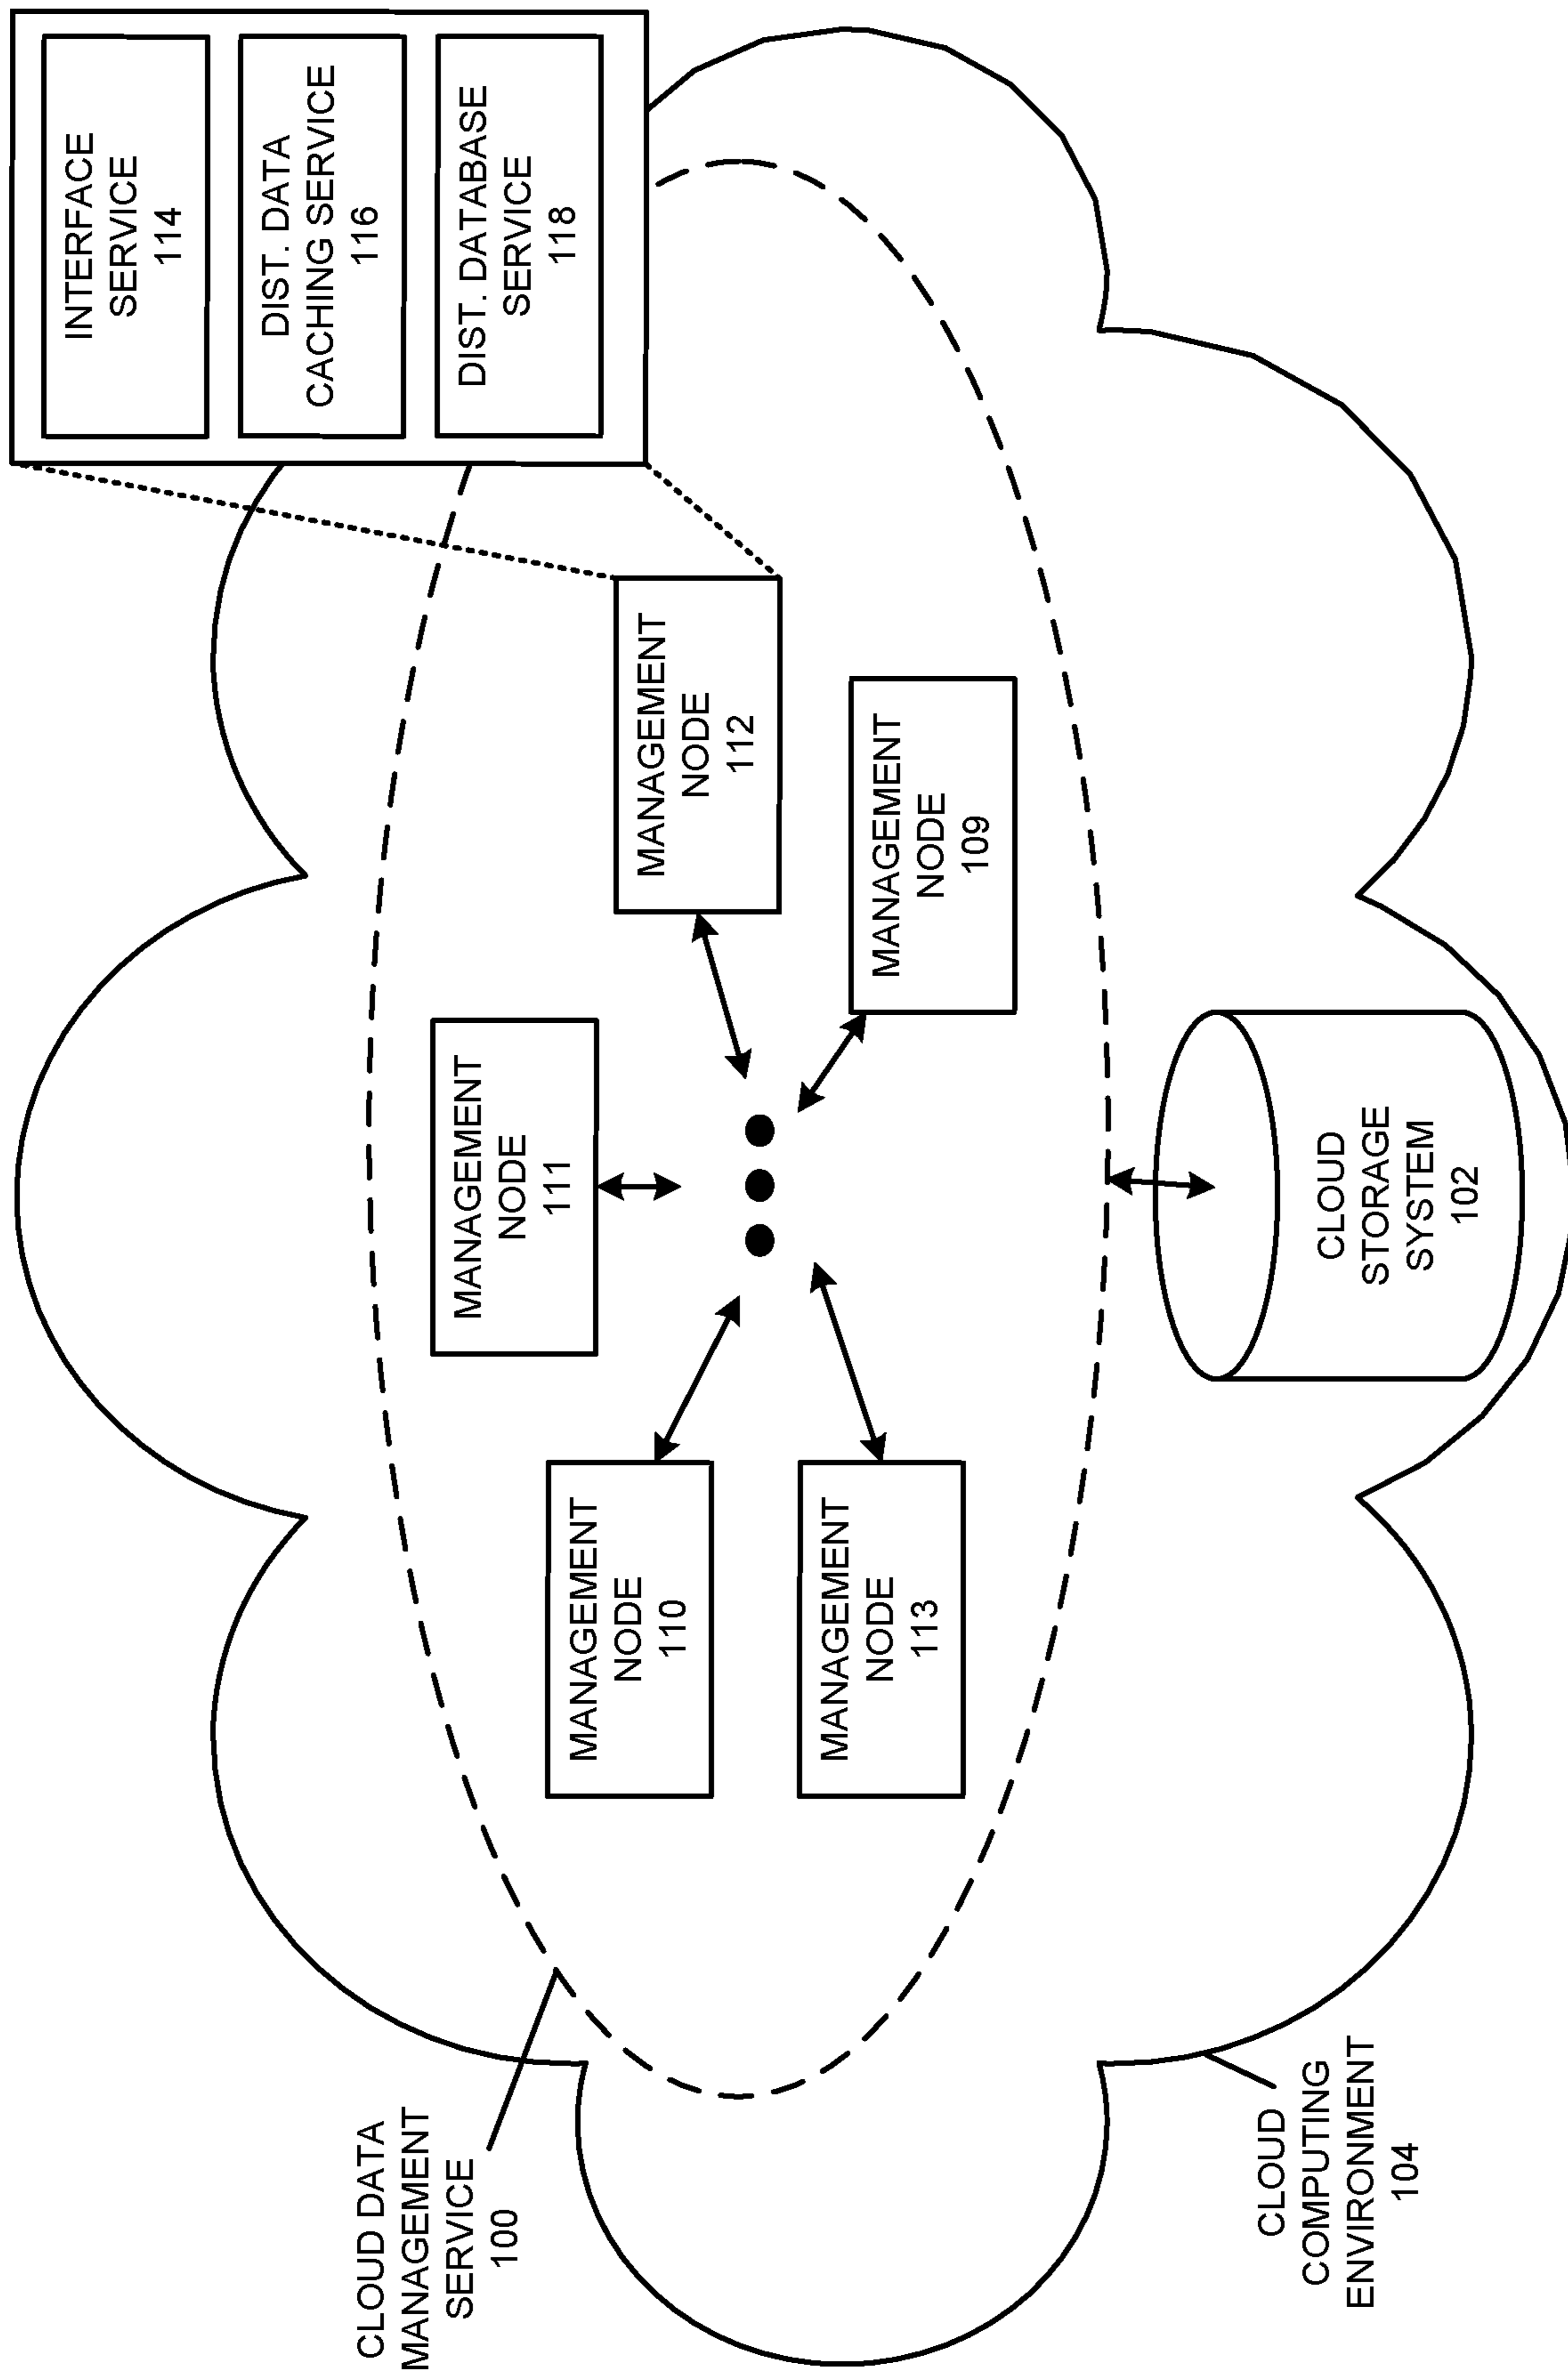 CLOUD DATA
MANAGEMENT
SERVICE
100
INTERFACE
SERVICE
114
DIST. DATA
CACHING SERVICE
116
DIST. DATABASE
SERVICE
118
MANAGEMENT
NODE
111
MANAGEMENT
NODE
110
MANAGEMENT
NODE
112
MANAGEMENT
NODE
113
MANAGEMENT
NODE
109
CLOUD
COMPUTING
ENVIRONMENT
104
CLOUD
STORAGE
SYSTEM
102